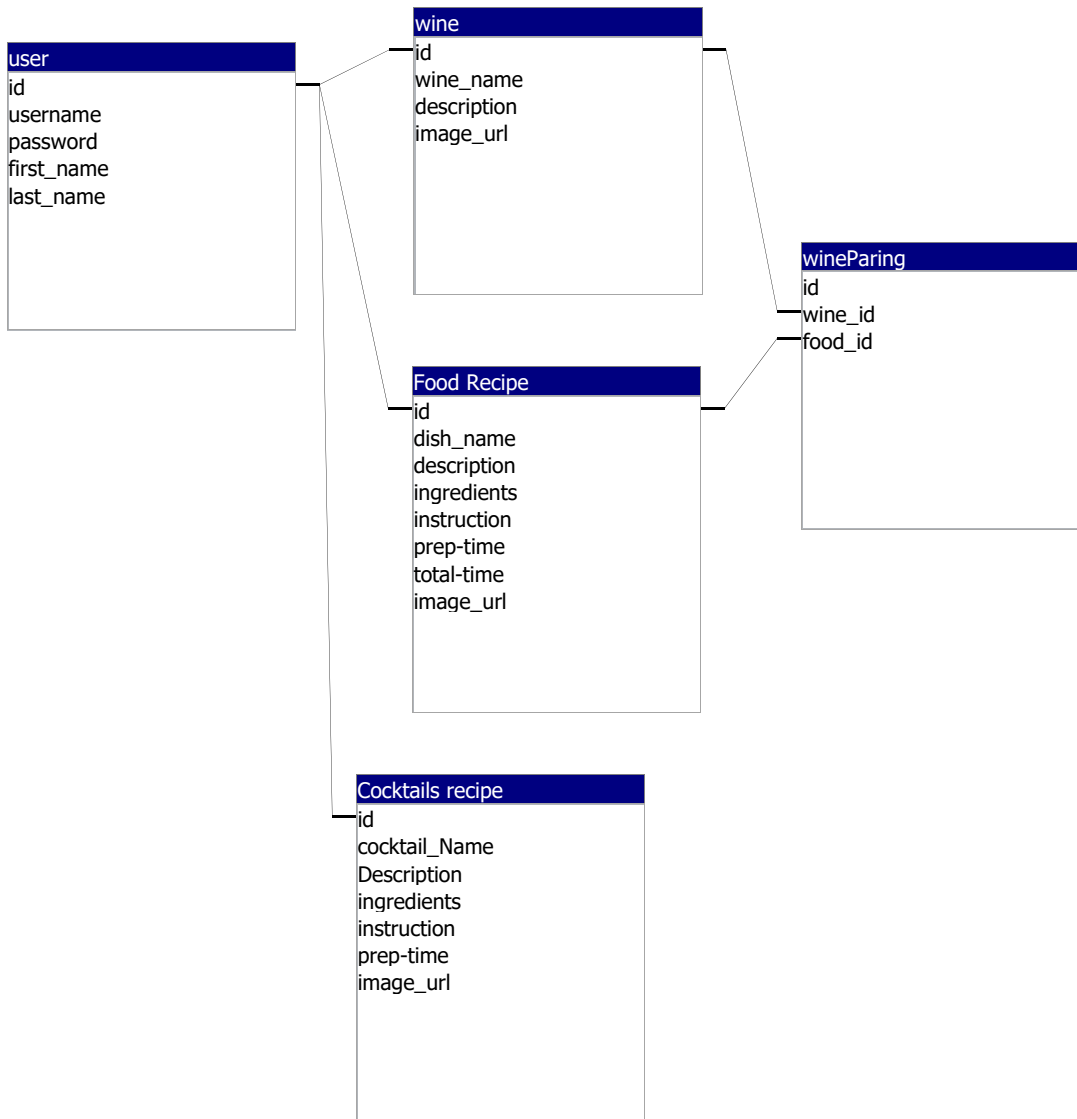 user
id
username
password
first_name
last_name
wine
id
wine_name
description
image_url
wineParing
id
wine_id
food_id
Food Recipe
id
dish_name
description
ingredients
instruction
prep-time
total-time
image_url
Cocktails recipe
id
cocktail_Name
Description
ingredients
instruction
prep-time
image_url